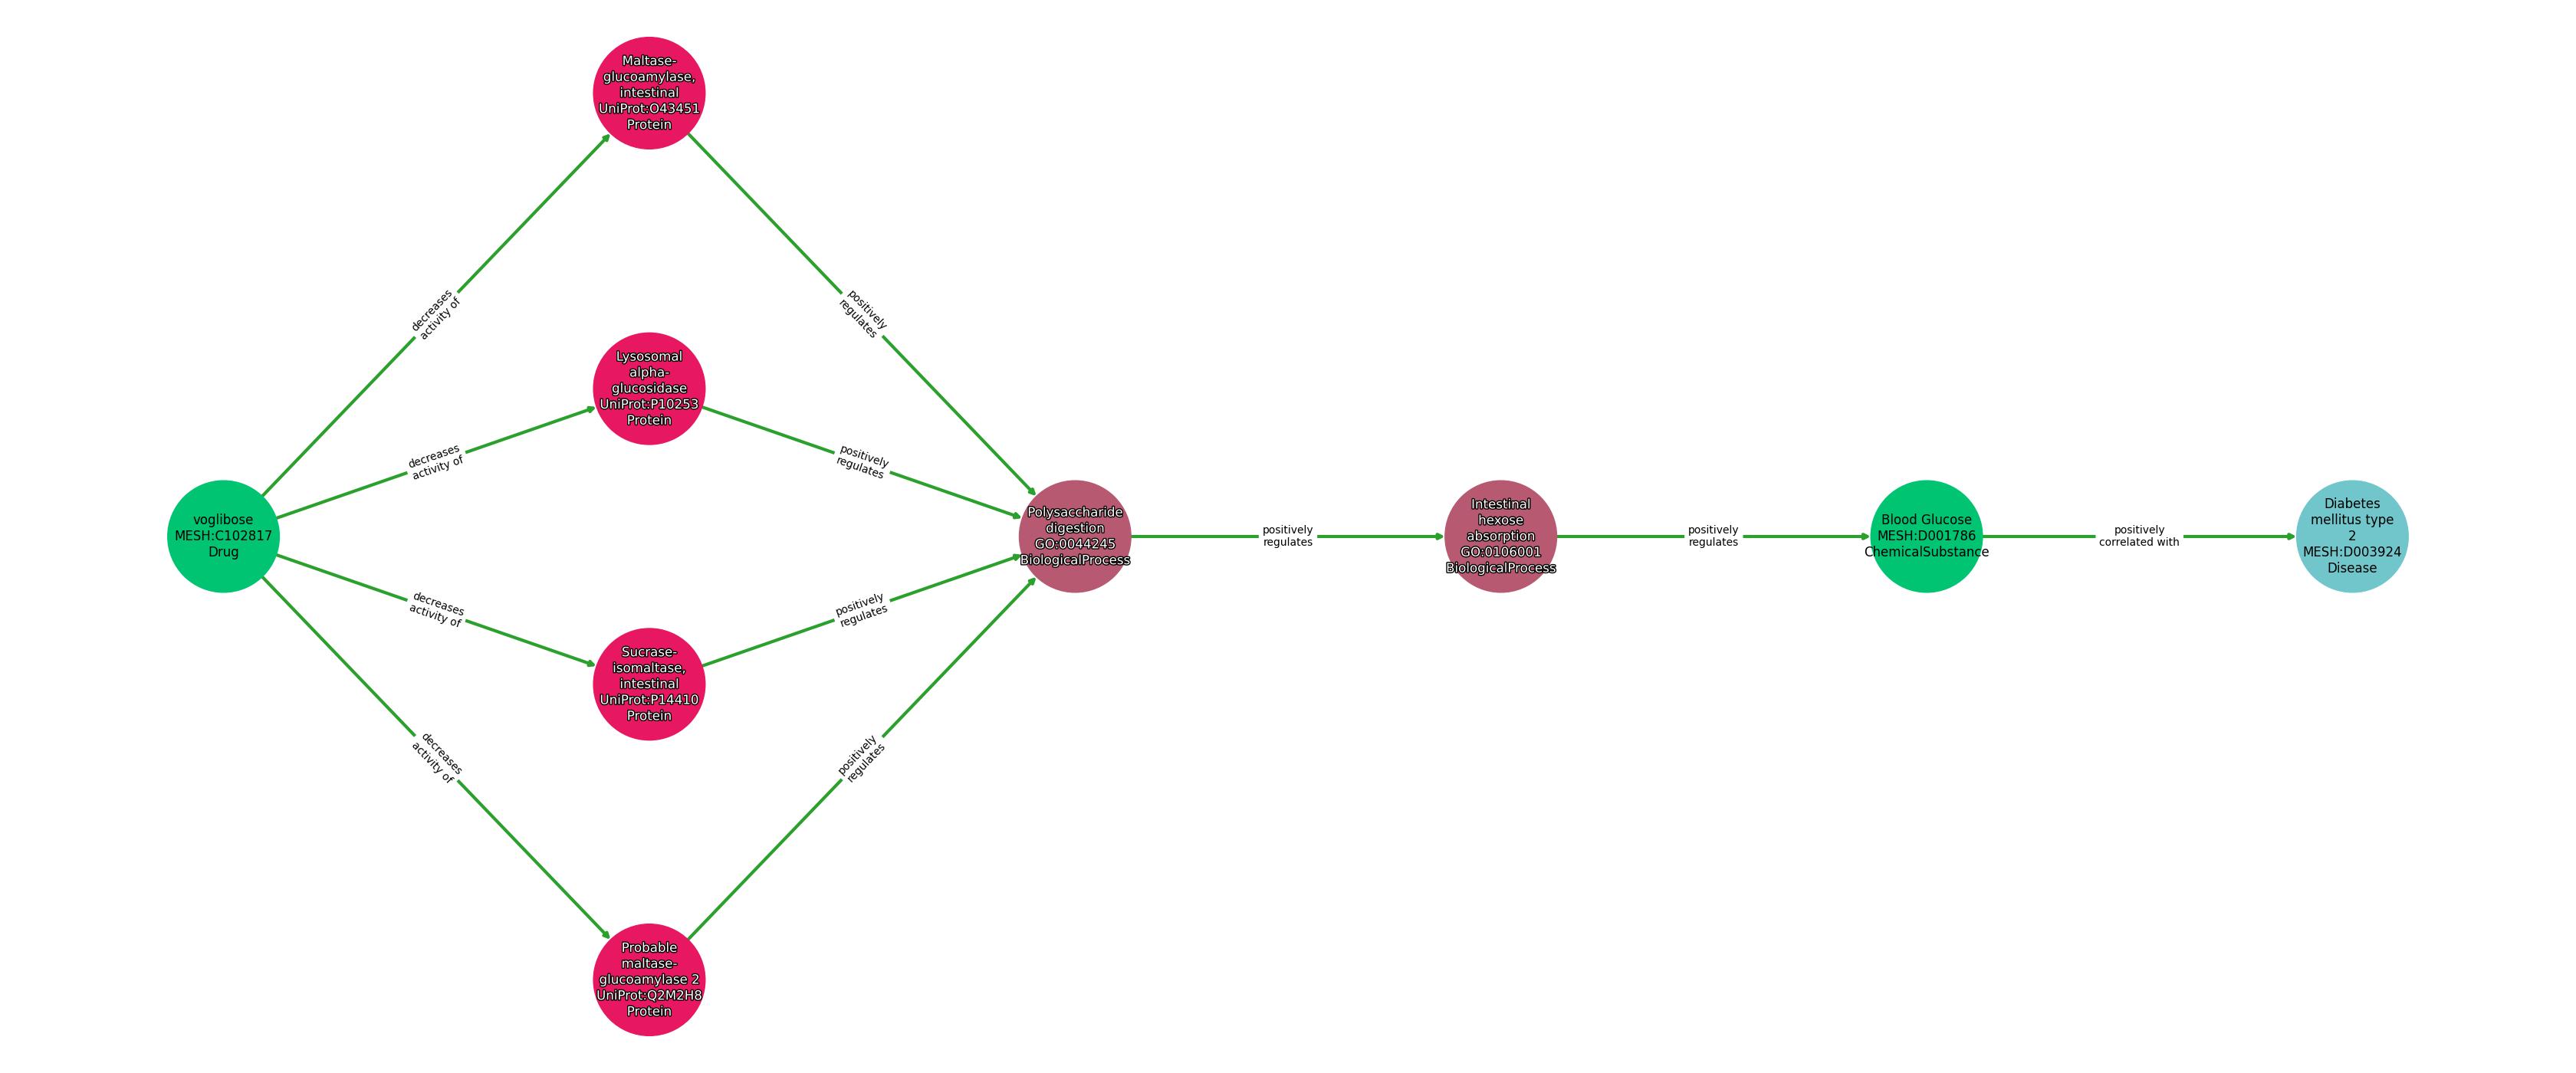 Maltase-
glucoamylase,
intestinal
UniProt:O43451
Protein
decreases
activity of
positively
regulates
Lysosomal
alpha-
glucosidase
UniProt:P10253
Protein
decreases
activity of
positively
regulates
voglibose
MESH:C102817
Drug
Polysaccharide
digestion
GO:0044245
BiologicalProcess
positively
regulates
Intestinal
hexose
absorption
GO:0106001
BiologicalProcess
positively
regulates
Blood Glucose
MESH:D001786
ChemicalSubstance
positively
correlated with
Diabetes
mellitus type
2
MESH:D003924
Disease
decreases
activity of
positively
regulates
Sucrase-
isomaltase,
intestinal
UniProt:P14410
Protein
decreases
activity of
positively
regulates
Probable
maltase-
glucoamylase 2
UniProt:Q2M2H8
Protein